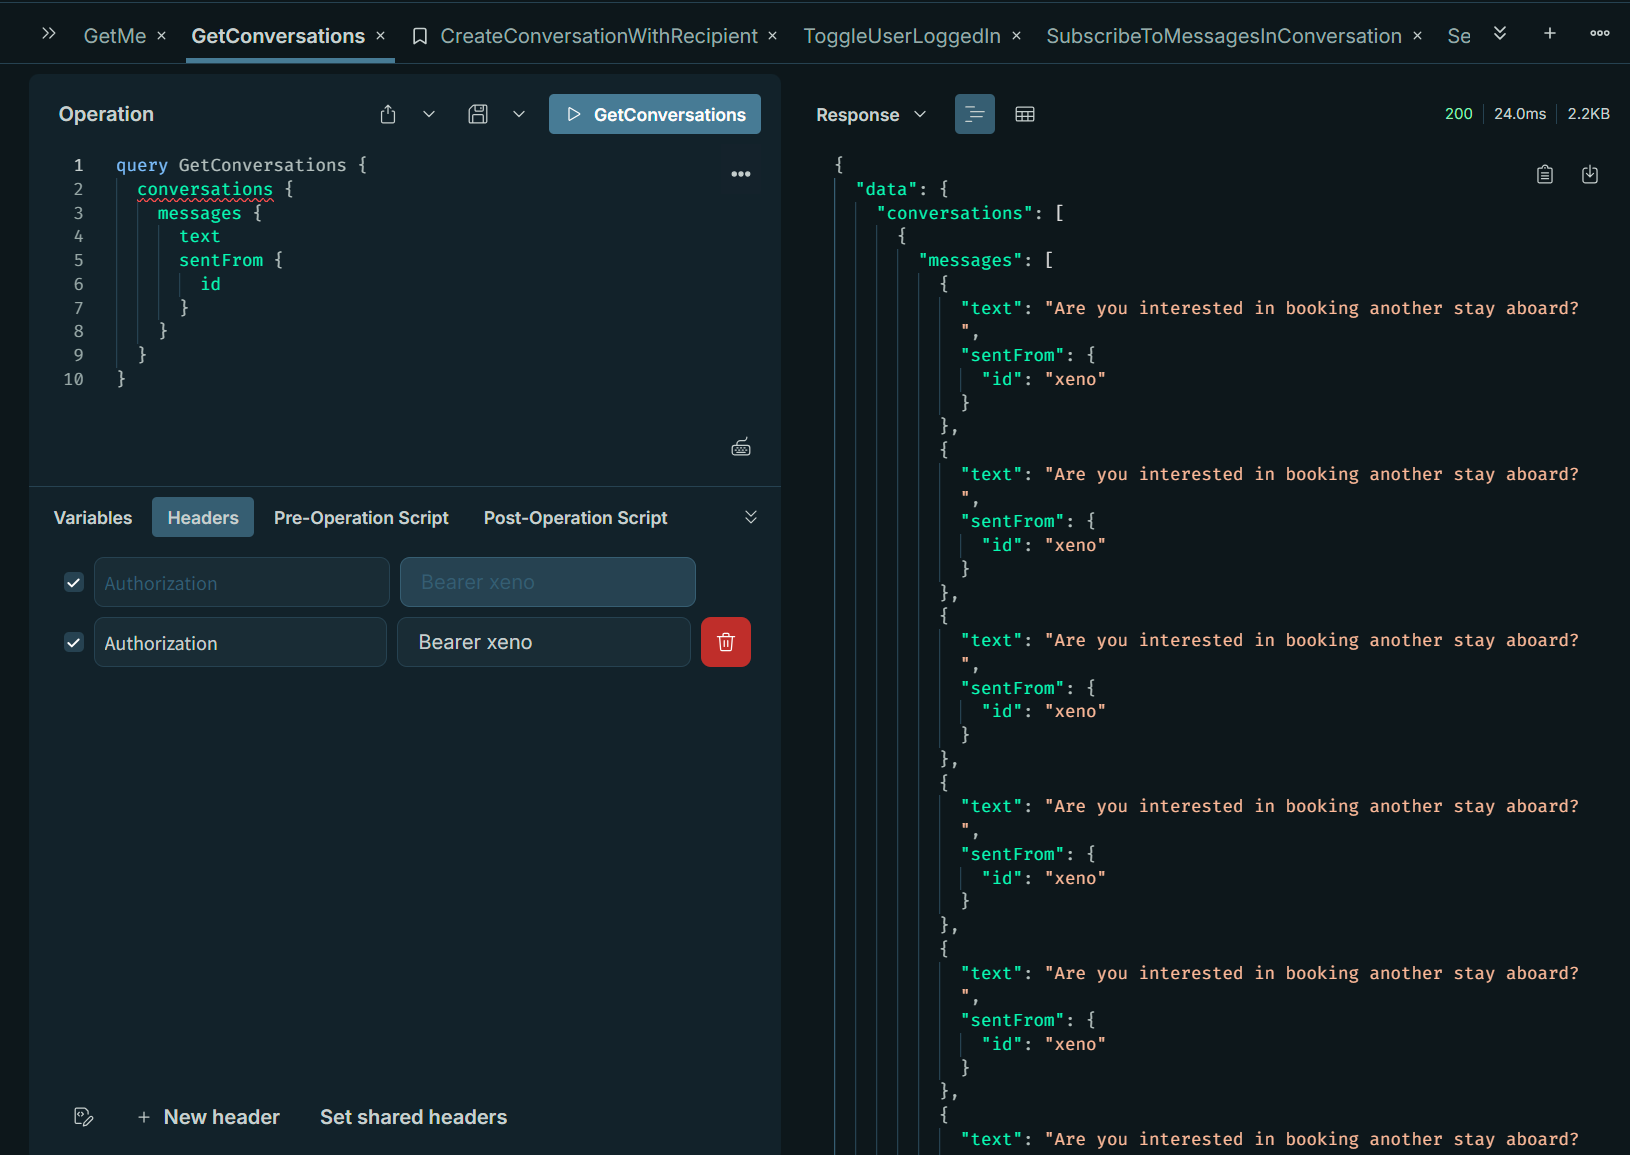 GetMe × GetConversations × CreateConversationWithRecipient × ToggleUserLoggedIn × SubscribeToMessagesInConversation × Se
Operation
GetConversations
1 query GetConversations {
2 conversations {
3 messages {
4 text
5 sentFrom {
6 id
7 }
8 }
9 }
10 }
Variables Headers Pre-Operation Script Post-Operation Script
Authorization Bearer xeno
Authorization Bearer xeno
+ New header Set shared headers
Response 200 24.0ms 2.2KB
{
"data": {
"conversations": [
{
"messages": [
{
"text": "Are you interested in booking another stay aboard?
",
"sentFrom": {
"id": "xeno"
}
},
{
"text": "Are you interested in booking another stay aboard?
",
"sentFrom": {
"id": "xeno"
}
},
{
"text": "Are you interested in booking another stay aboard?
",
"sentFrom": {
"id": "xeno"
}
},
{
"text": "Are you interested in booking another stay aboard?
",
"sentFrom": {
"id": "xeno"
}
},
{
"text": "Are you interested in booking another stay aboard?
",
"sentFrom": {
"id": "xeno"
}
},
{
"text": "Are you interested in booking another stay aboard?